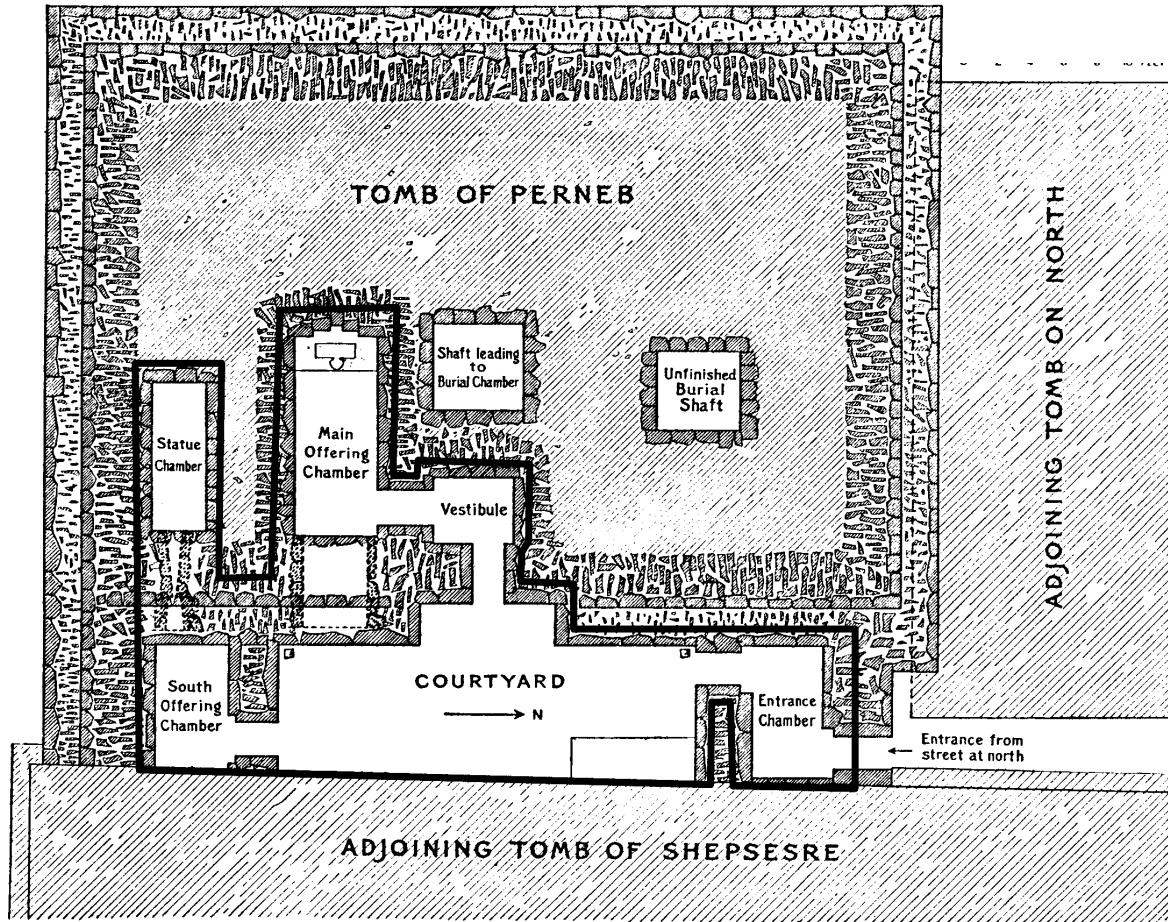 TOMB OF PERNEB
ADJOINING TOMB ON NORTH
Shaft leading
to
Burial Chamber
Unfinished
Burial
Shaft
Statue
Chamber
Main
Offering
Chamber
Vestibule
South
Offering
Chamber
COURTYARD
N
Entrance
Chamber
Entrance from
street at north
ADJOINING TOMB OF SHEPSESRE